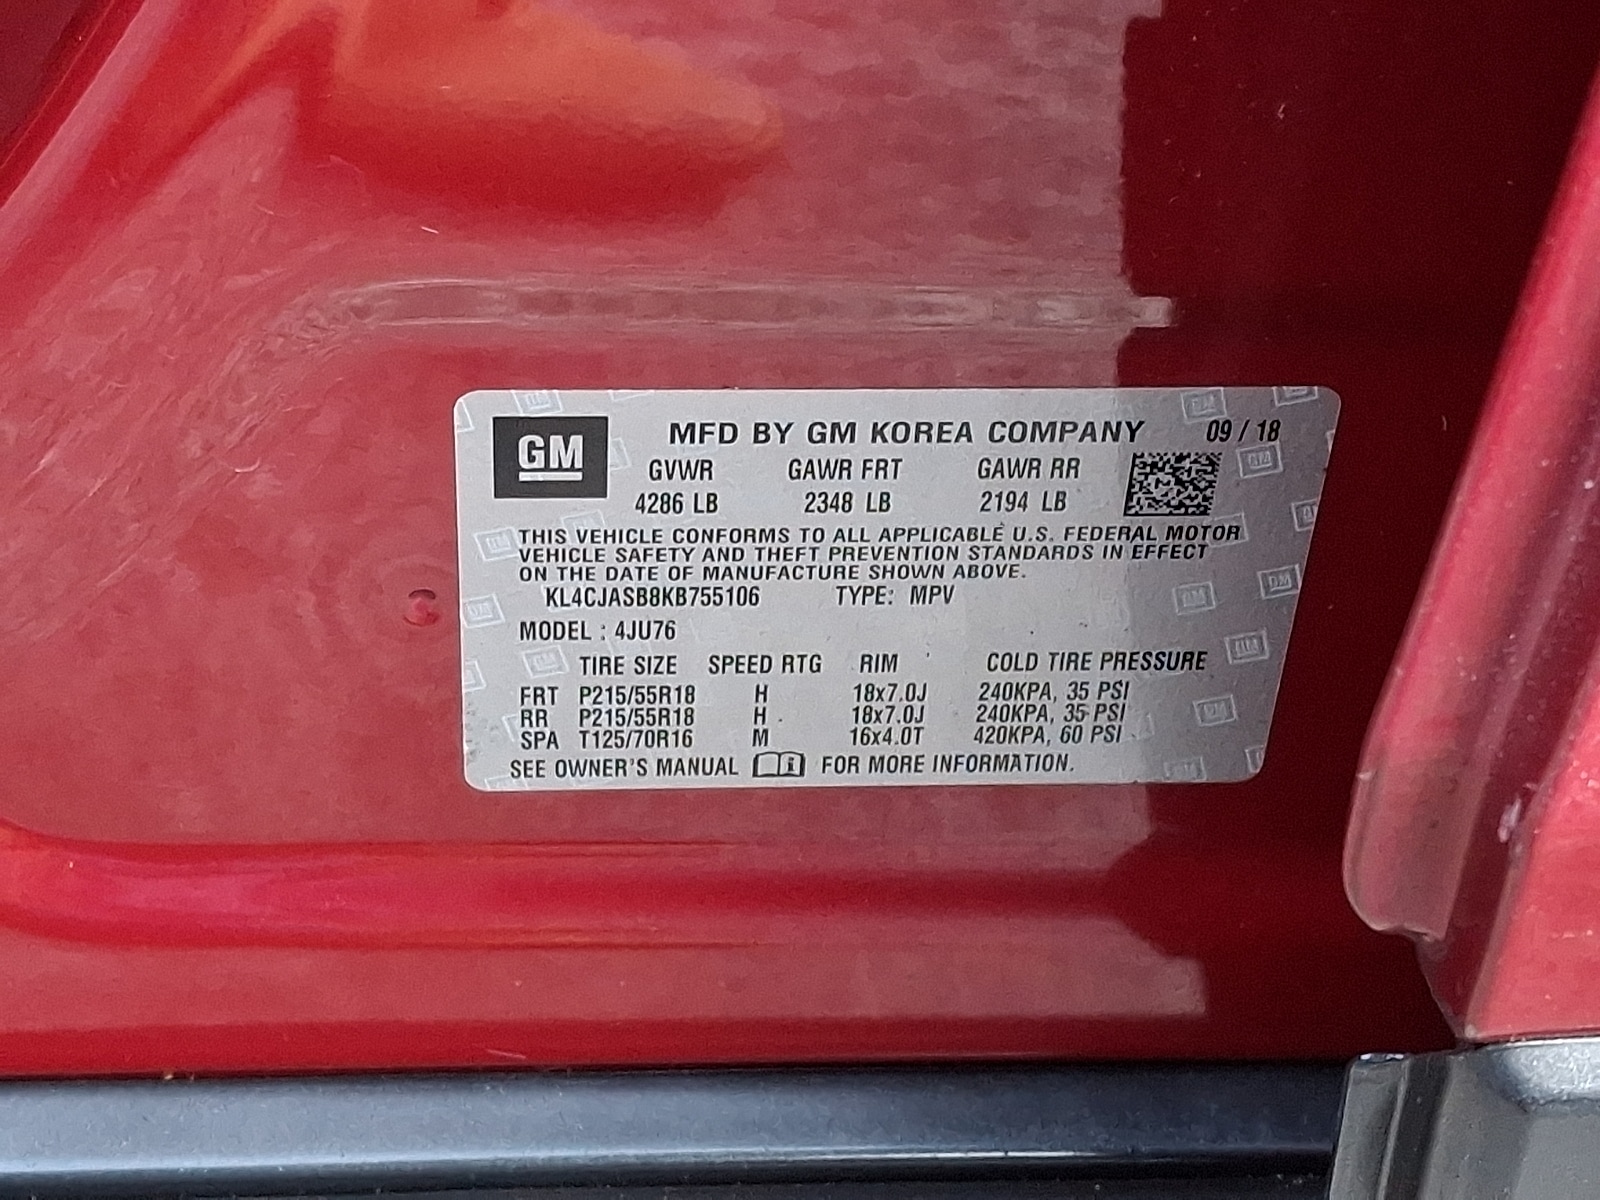 GM
MFD BY GM KOREA COMPANY 09 / 18
GVWR GAWR FRT GAWR RR
4286 LB 2348 LB 2194 LB
THIS VEHICLE CONFORMS TO ALL APPLICABLE U.S. FEDERAL MOTOR
VEHICLE SAFETY AND THEFT PREVENTION STANDARDS IN EFFECT
ON THE DATE OF MANUFACTURE SHOWN ABOVE.
KL4CJASB8KB755106 TYPE: MPV
MODEL : 4JU76
TIRE SIZE SPEED RTG RIM COLD TIRE PRESSURE
FRT P215/55R18 H 18x7.0J 240KPA, 35 PSI
RR P215/55R18 H 18x7.0J 240KPA, 35 PSI
SPA T125/70R16 M 16x4.0T 420KPA, 60 PSI
SEE OWNER'S MANUAL i FOR MORE INFORMATION.